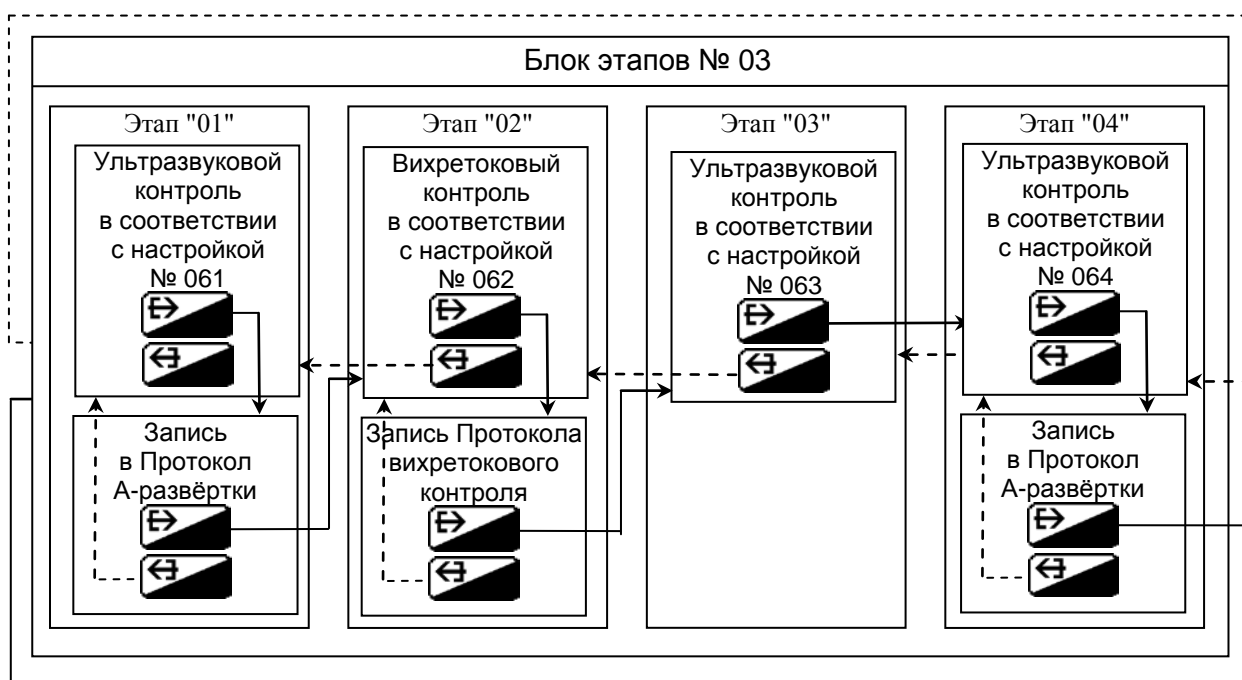 Блок этапов № 03
Этап "01"
Ультразвуковой
контроль
в соответствии
с настройкой
№ 061
Запись
в Протокол
А-развёртки
Этап "02"
Вихретоковый
контроль
в соответствии
с настройкой
№ 062
Запись Протокола
вихретокового
контроля
Этап "03"
Ультразвуковой
контроль
в соответствии
с настройкой
№ 063
Этап "04"
Ультразвуковой
контроль
в соответствии
с настройкой
№ 064
Запись
в Протокол
А-развёртки